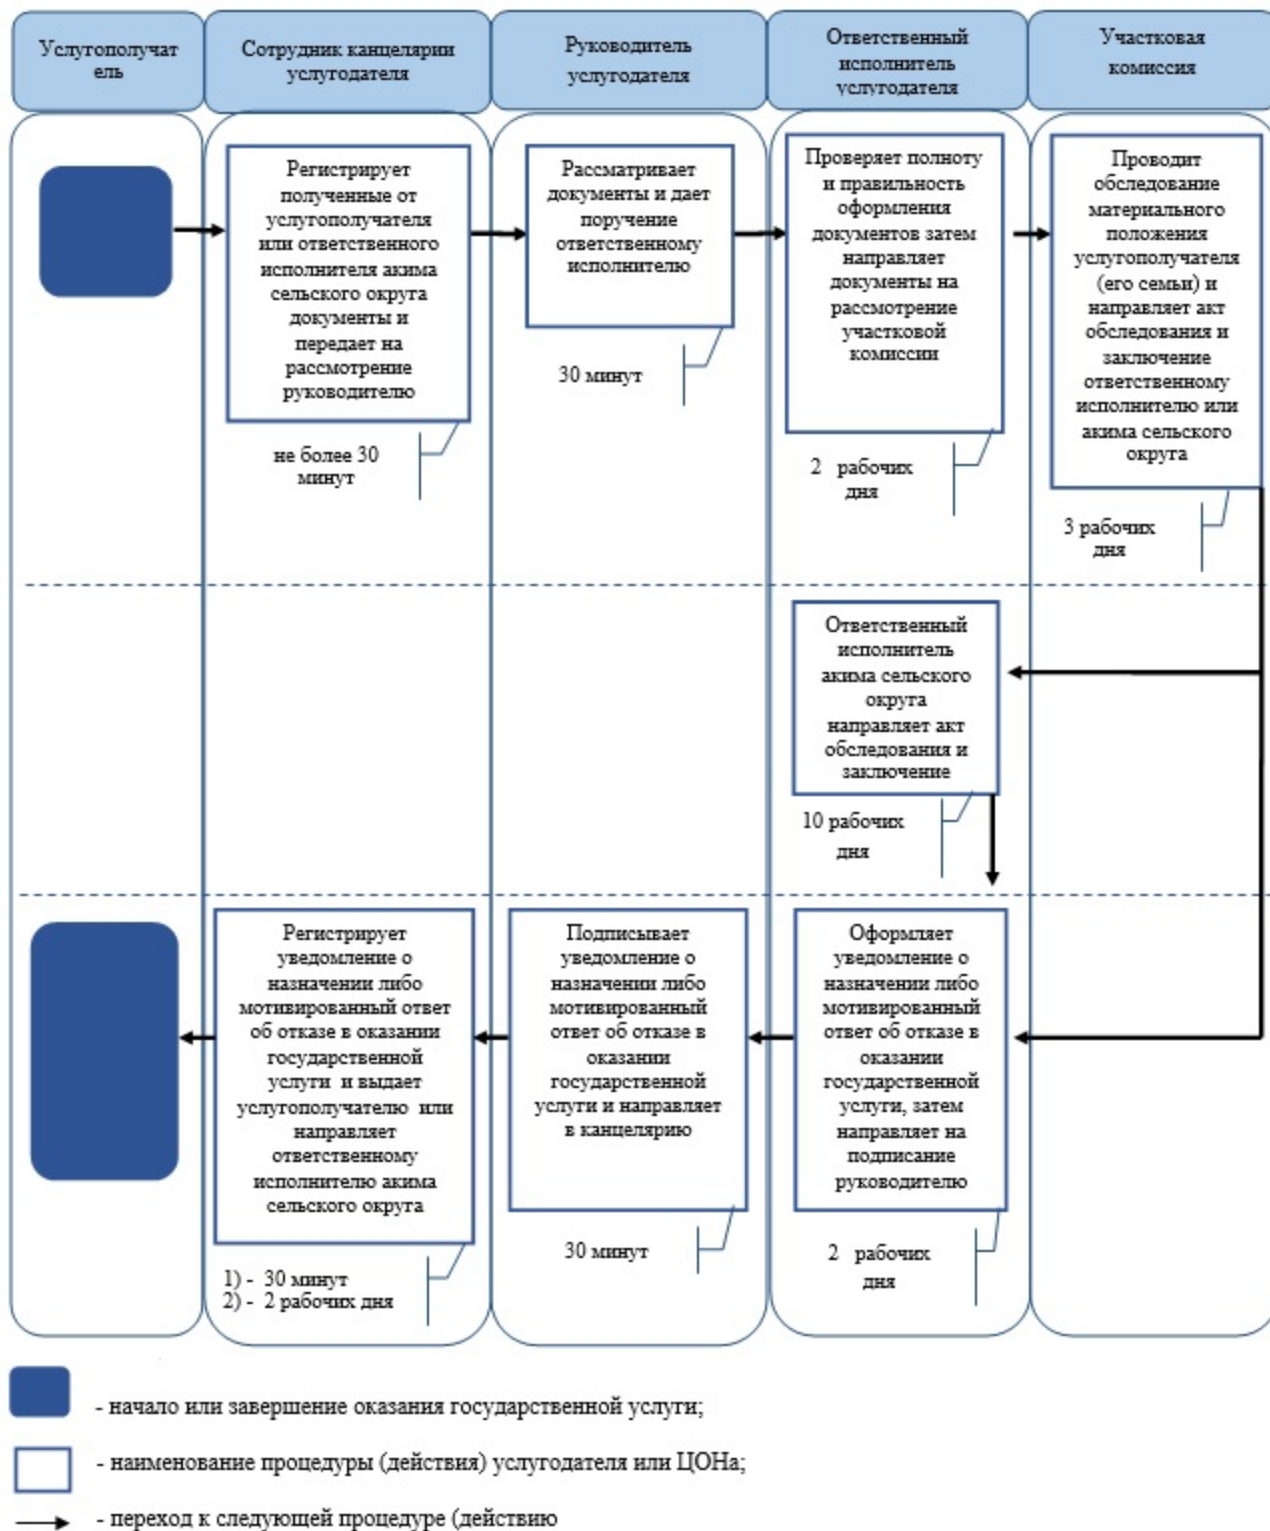 Услугополучат
ель
Сотрудник канцелярии
услугодателя
Руководитель
услугодателя
Ответственный
исполнитель
услугодателя
Участковая
комиссия
Регистрирует
полученные от
услугополучателя
или ответственного
исполнителя акима
сельского округа
документы и
передает на
рассмотрение
руководителю
не более 30
минут
Рассматривает
документы и дает
поручение
ответственному
исполнителю
30 минут
Проверяет полноту
и правильность
оформления
документов затем
направляет
документы на
рассмотрение
участковой
комиссии
2 рабочих
дня
Проводит
обследование
материального
положения
услугополучателя
(его семьи) и
направляет акт
обследования и
заключение
ответственному
исполнителю или
акима сельского
округа
3 рабочих
дня
Ответственный
исполнитель
акима сельского
округа
направляет акт
обследования и
заключение
10 рабочих
дня
Регистрирует
уведомление о
назначении либо
мотивированный ответ
об отказе в оказании
государственной
услуги и выдает
услугополучателю или
направляет
ответственному
исполнителю акима
сельского округа
1) - 30 минут
2) - 2 рабочих дня
Подписывает
уведомление о
назначении либо
мотивированный
ответ об отказе в
оказании
государственной
услуги и направляет
в канцелярию
30 минут
Оформляет
уведомление о
назначении либо
мотивированный
ответ об отказе в
оказании
государственной
услуги, затем
направляет на
подписание
руководителю
2 рабочих
дня
- начало или завершение оказания государственной услуги;
- наименование процедуры (действия) услугодателя или ЦОНа;
- переход к следующей процедуре (действию